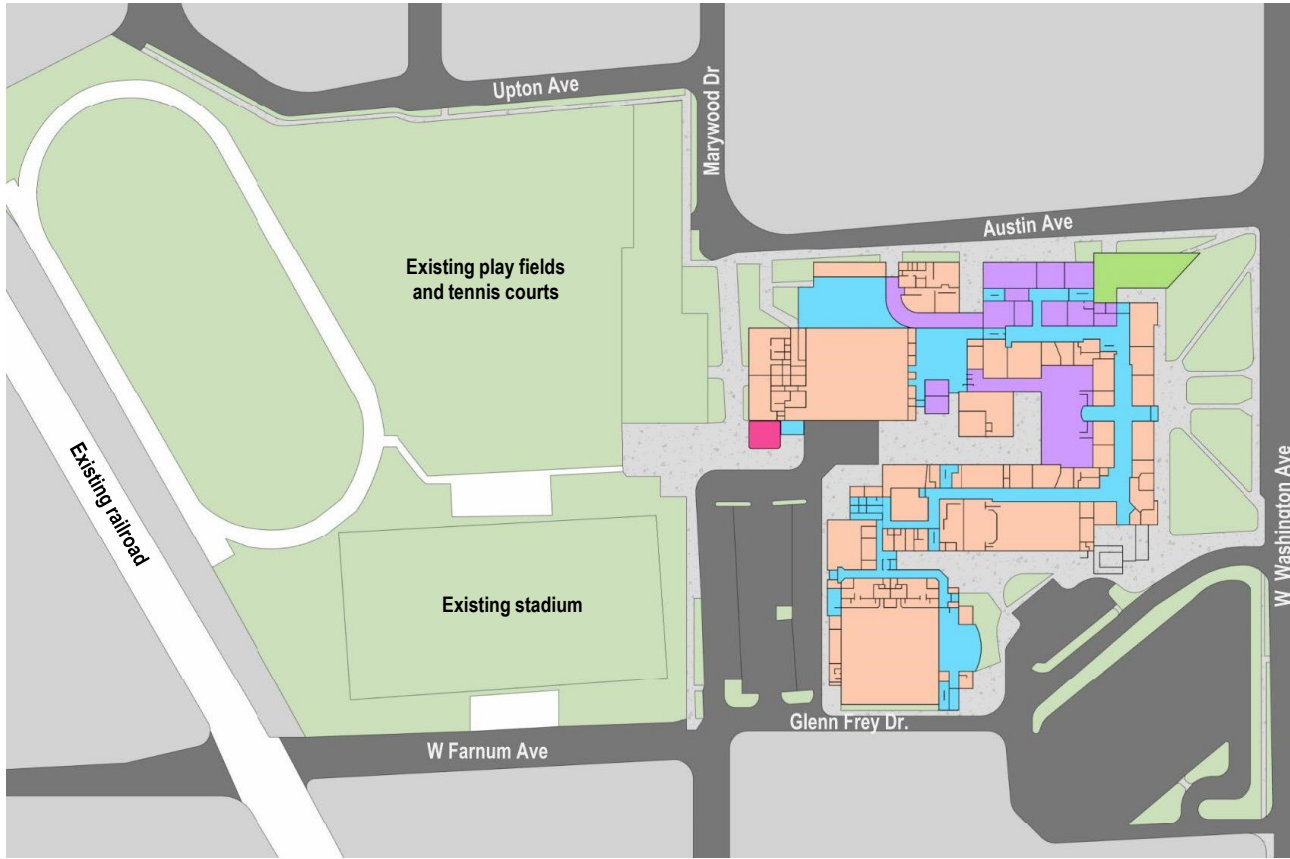 Upton Ave
Marywood Dr
Austin Ave
Existing play fields
and tennis courts
Existing railroad
Existing stadium
W Washington Ave
Glenn Frey Dr.
W Farnum Ave